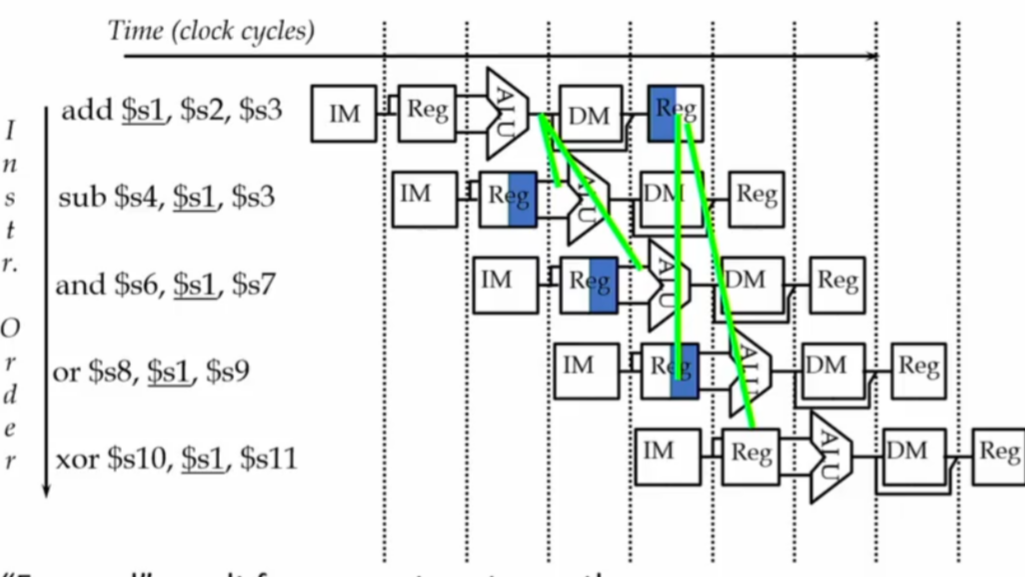 Time (clock cycles)
Instr. Order
add $s1, $s2, $s3
IM Reg ALU DM Reg
sub $s4, $s1, $s3
IM Reg ALU DM Reg
and $s6, $s1, $s7
IM Reg ALU DM Reg
or $s8, $s1, $s9
IM Reg ALU DM Reg
xor $s10, $s1, $s11
IM Reg ALU DM Reg